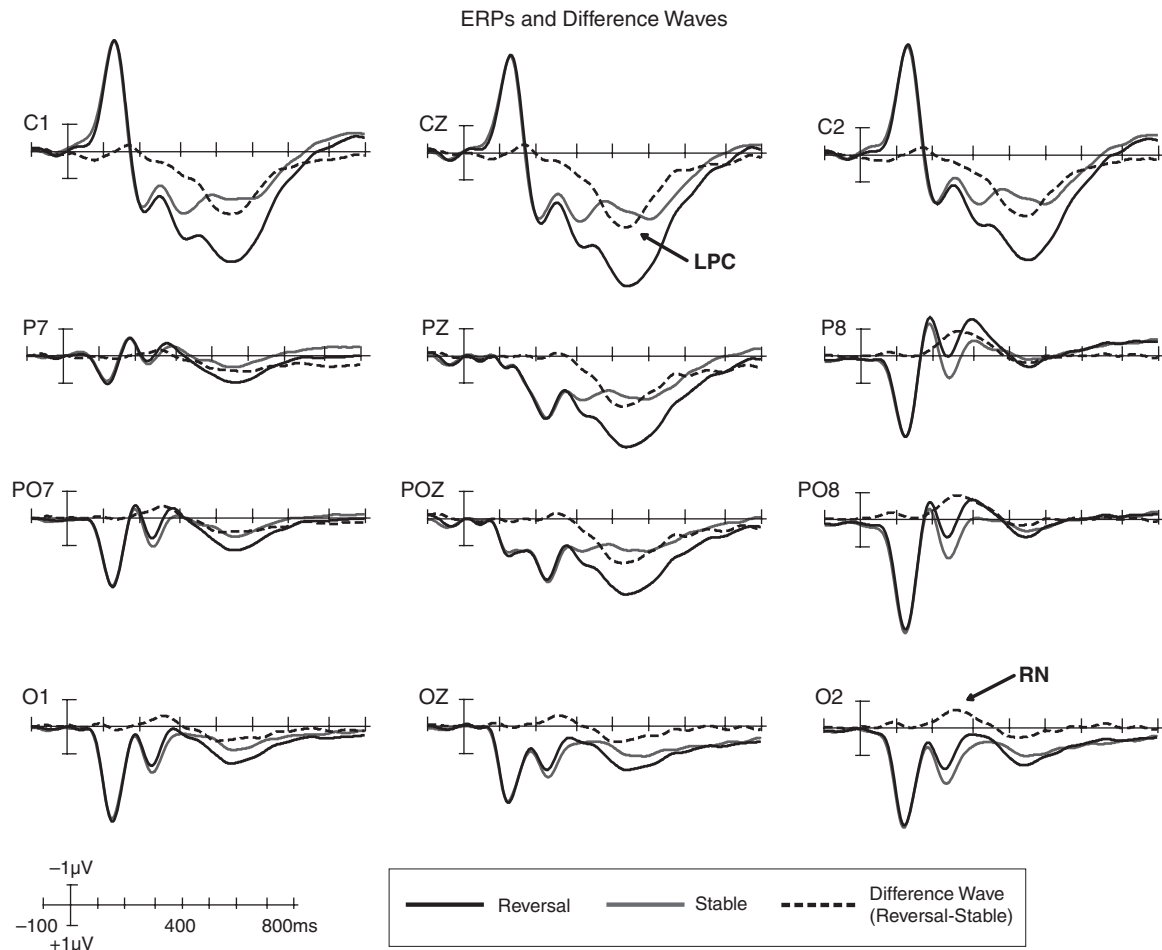 ERPs and Difference Waves
C1
CZ
C2
LPC
P7
PZ
P8
PO7
POZ
PO8
O1
OZ
O2
RN
–1µV
–100
400
800ms
+1µV
Reversal
Stable
Difference Wave
(Reversal-Stable)